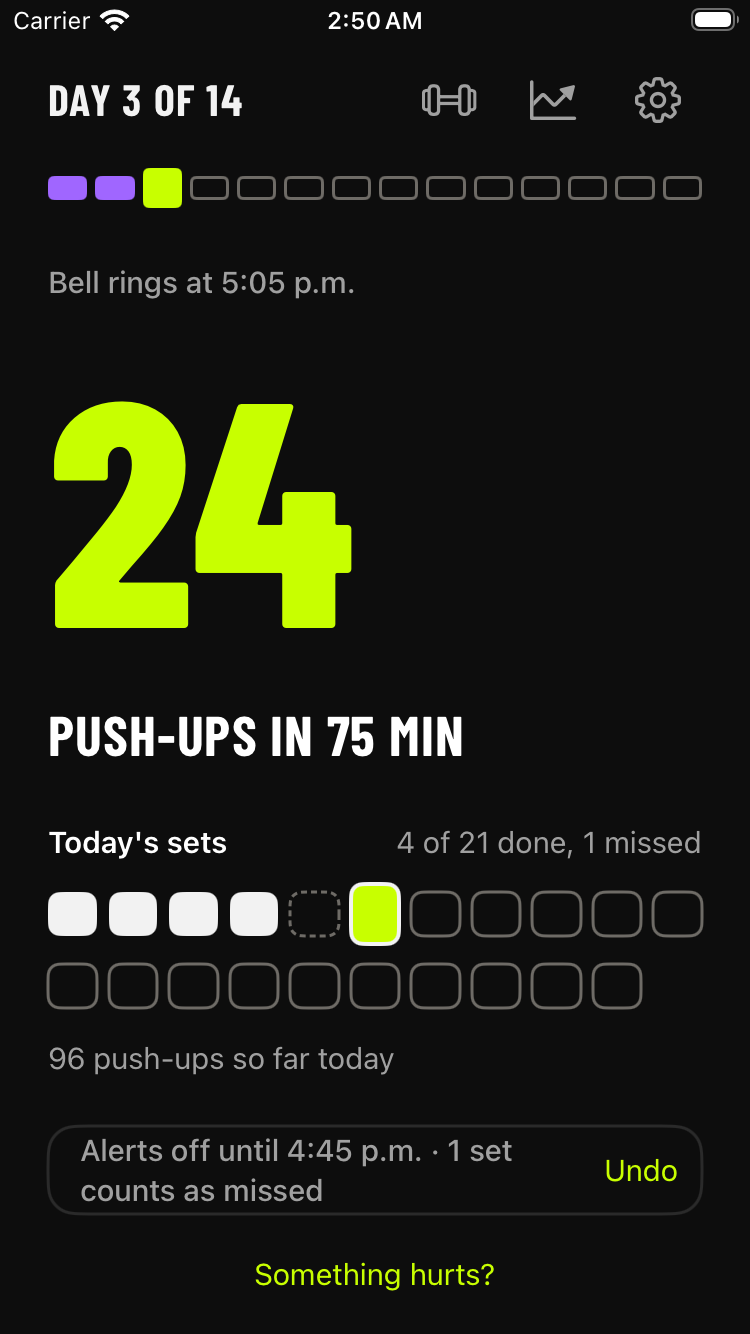 Carrier 2:50 AM
DAY 3 OF 14
Bell rings at 5:05 p.m.
24
PUSH-UPS IN 75 MIN
Today's sets 4 of 21 done, 1 missed
96 push-ups so far today
Alerts off until 4:45 p.m. · 1 set
counts as missed
Undo
Something hurts?